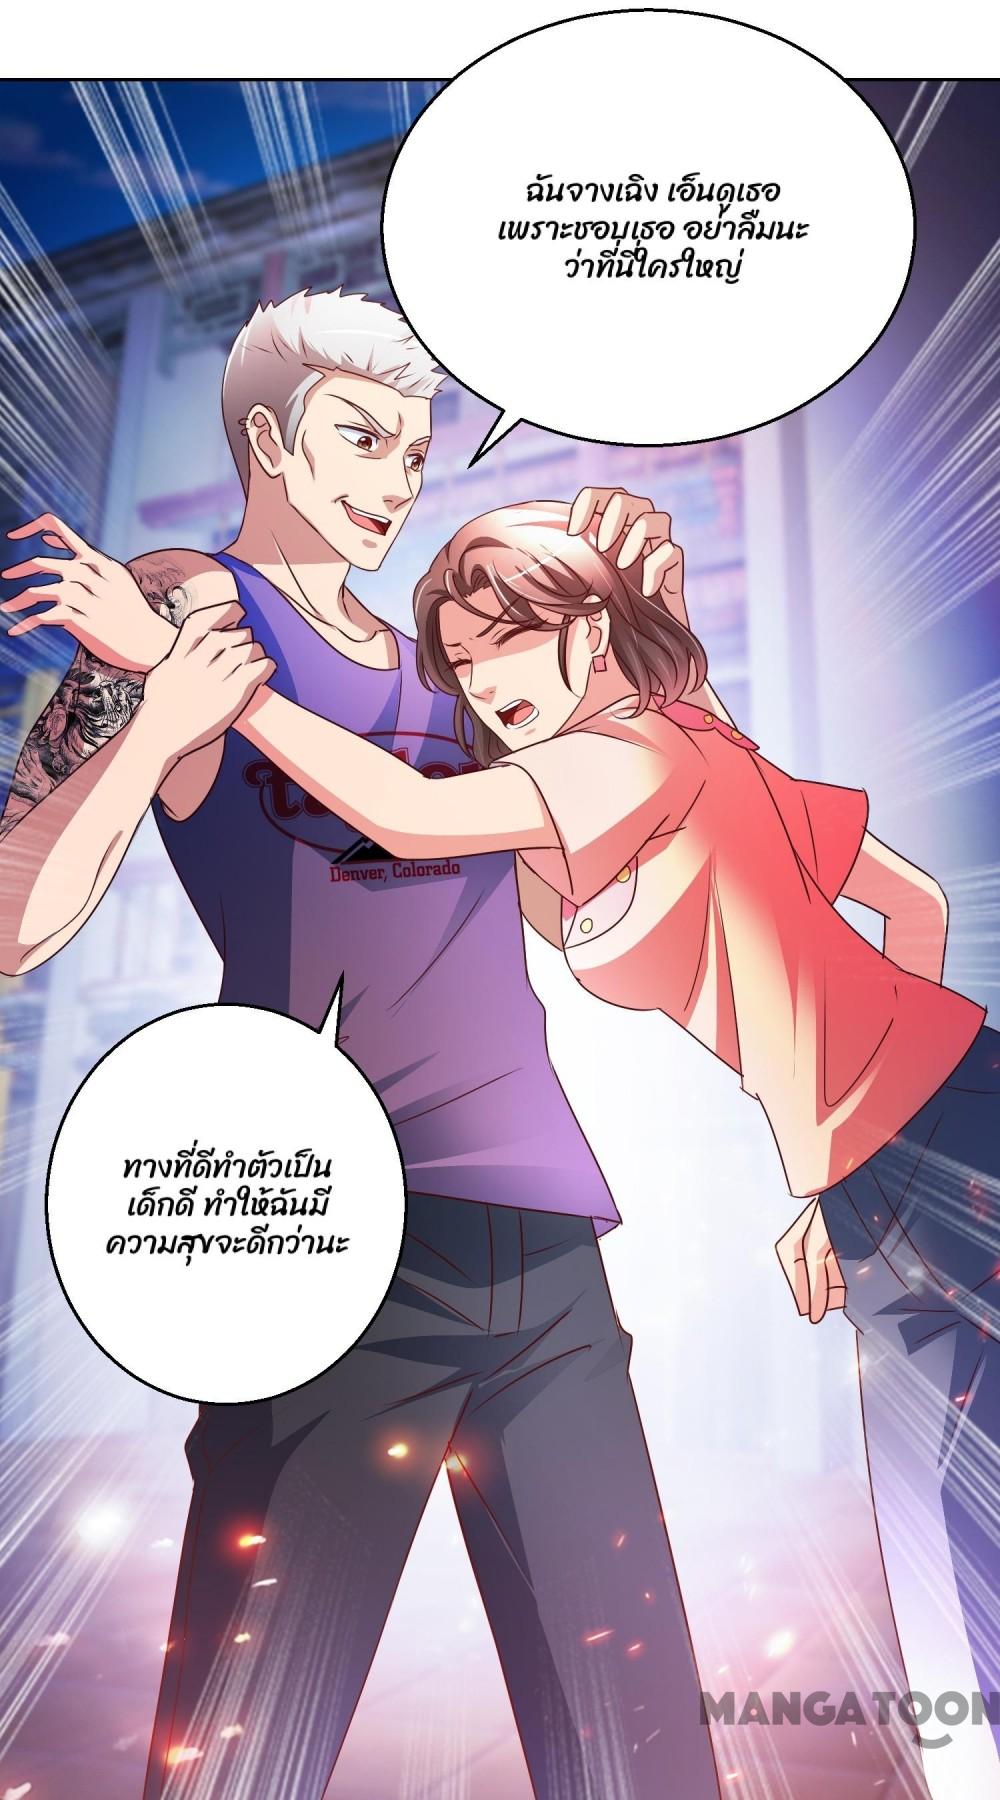 ฉันจางเฉิง เอ็นดูเธอ
เพราะชอบเธอ อย่าลืมนะ
ว่าที่นี่ใครใหญ่
Denver, Colorado
ทางที่ดีทำตัวเป็น
เด็กดี ทำให้ฉันมี
ความสุขจะดีกว่านะ
MANGATOON